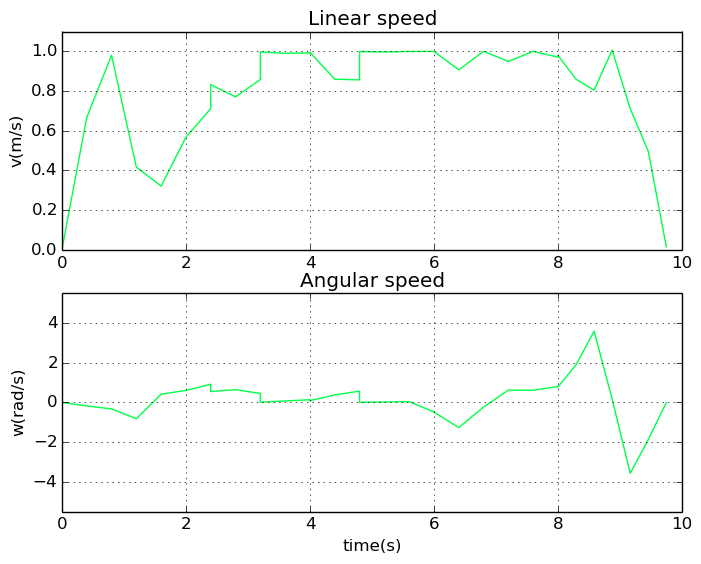 Linear speed
1.0
0.8
0.6
0.4
0.2
0.0
v(m/s)
0 2 4 6 8 10
Angular speed
4
2
0
−2
−4
w(rad/s)
0 2 4 6 8 10
time(s)